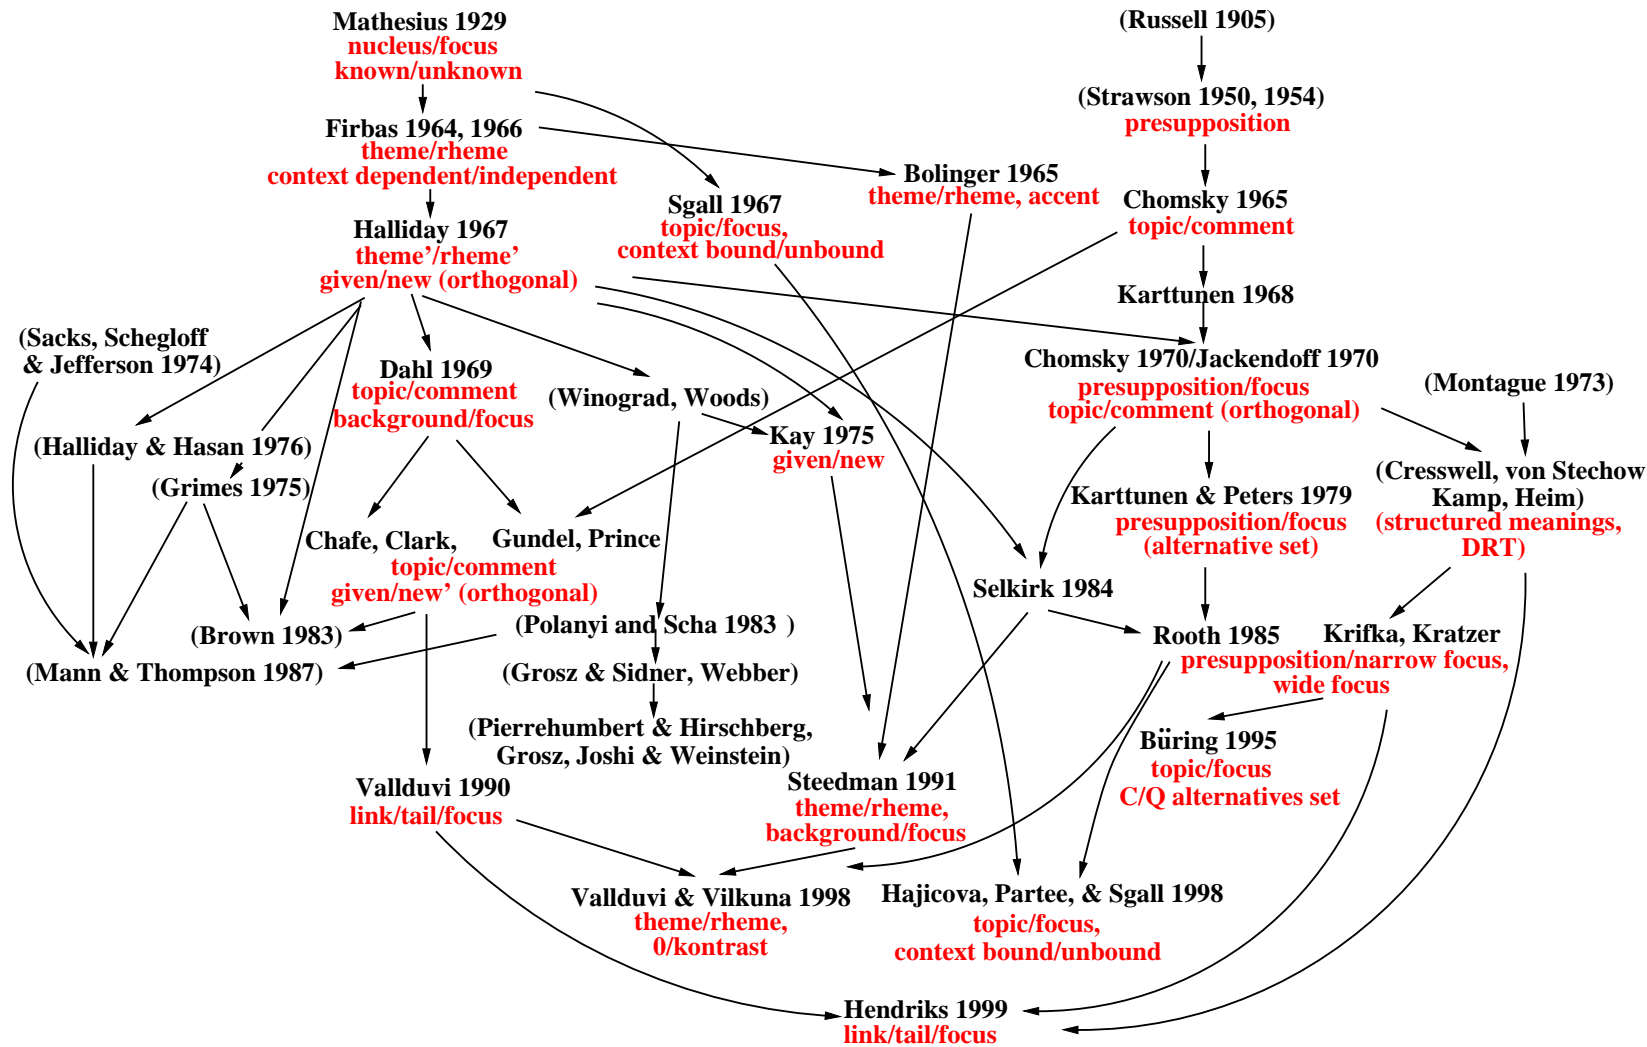 Mathesius 1929
nucleus/focus
known/unknown
(Russell 1905)
(Strawson 1950, 1954)
presupposition
Firbas 1964, 1966
theme/rheme
context dependent/independent
Bolinger 1965
theme/rheme, accent
Chomsky 1965
topic/comment
Sgall 1967
topic/focus,
context bound/unbound
Halliday 1967
theme’/rheme’
given/new (orthogonal)
Karttunen 1968
(Sacks, Schegloff
& Jefferson 1974)
Dahl 1969
topic/comment
background/focus
(Winograd, Woods)
Chomsky 1970/Jackendoff 1970
presupposition/focus
topic/comment (orthogonal)
(Montague 1973)
(Halliday & Hasan 1976)
(Grimes 1975)
Kay 1975
given/new
(Cresswell, von Stechow
Kamp, Heim)
(structured meanings,
DRT)
Karttunen & Peters 1979
presupposition/focus
(alternative set)
Chafe, Clark,
Gundel, Prince
topic/comment
given/new’ (orthogonal)
Selkirk 1984
(Brown 1983)
(Polanyi and Scha 1983 )
Rooth 1985
Krifka, Kratzer
presupposition/narrow focus,
wide focus
(Mann & Thompson 1987)
(Grosz & Sidner, Webber)
(Pierrehumbert & Hirschberg,
Grosz, Joshi & Weinstein)
Büring 1995
topic/focus
C/Q alternatives set
Vallduvi 1990
link/tail/focus
Steedman 1991
theme/rheme,
background/focus
Vallduvi & Vilkuna 1998
theme/rheme,
0/kontrast
Hajicova, Partee, & Sgall 1998
topic/focus,
context bound/unbound
Hendriks 1999
link/tail/focus